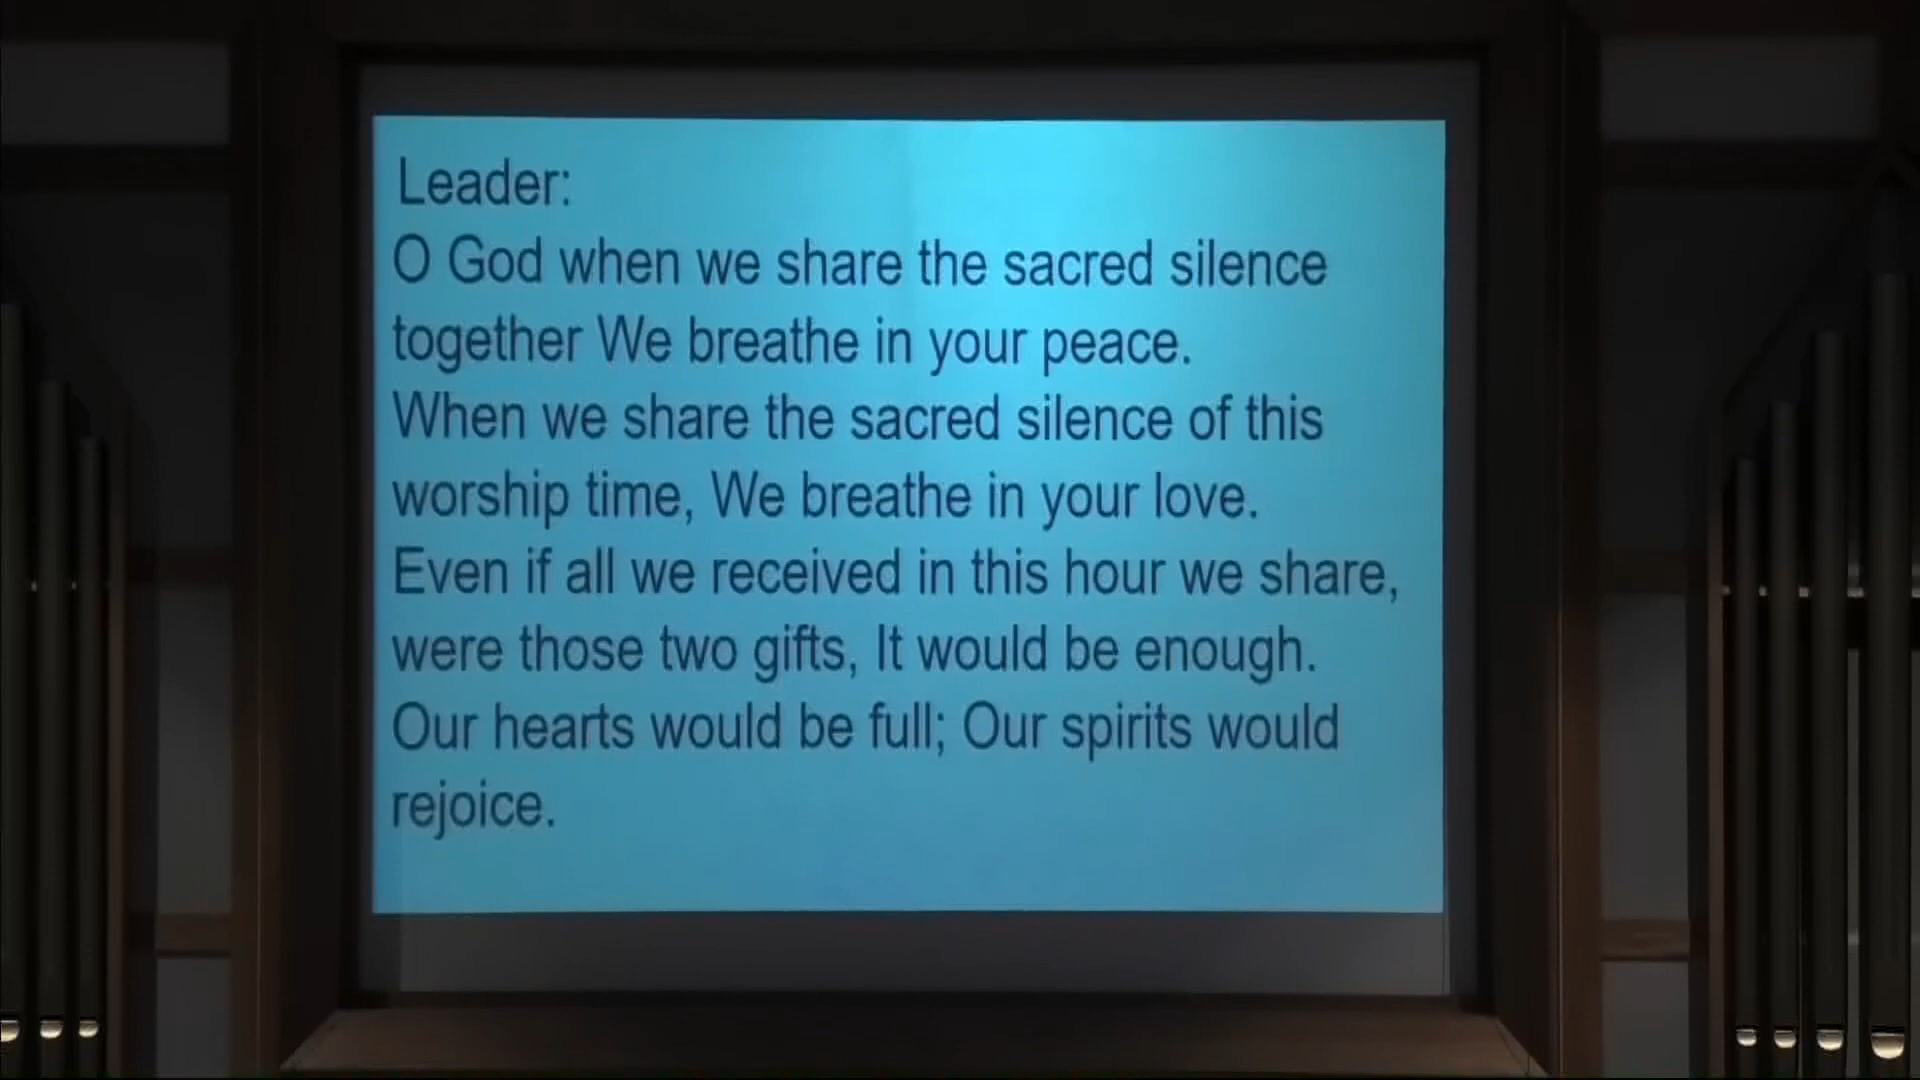 Leader:
O God when we share the sacred silence
together We breathe in your peace.
When we share the sacred silence of this
worship time, We breathe in your love.
Even if all we received in this hour we share,
were those two gifts, It would be enough.
Our hearts would be full; Our spirits would
rejoice.